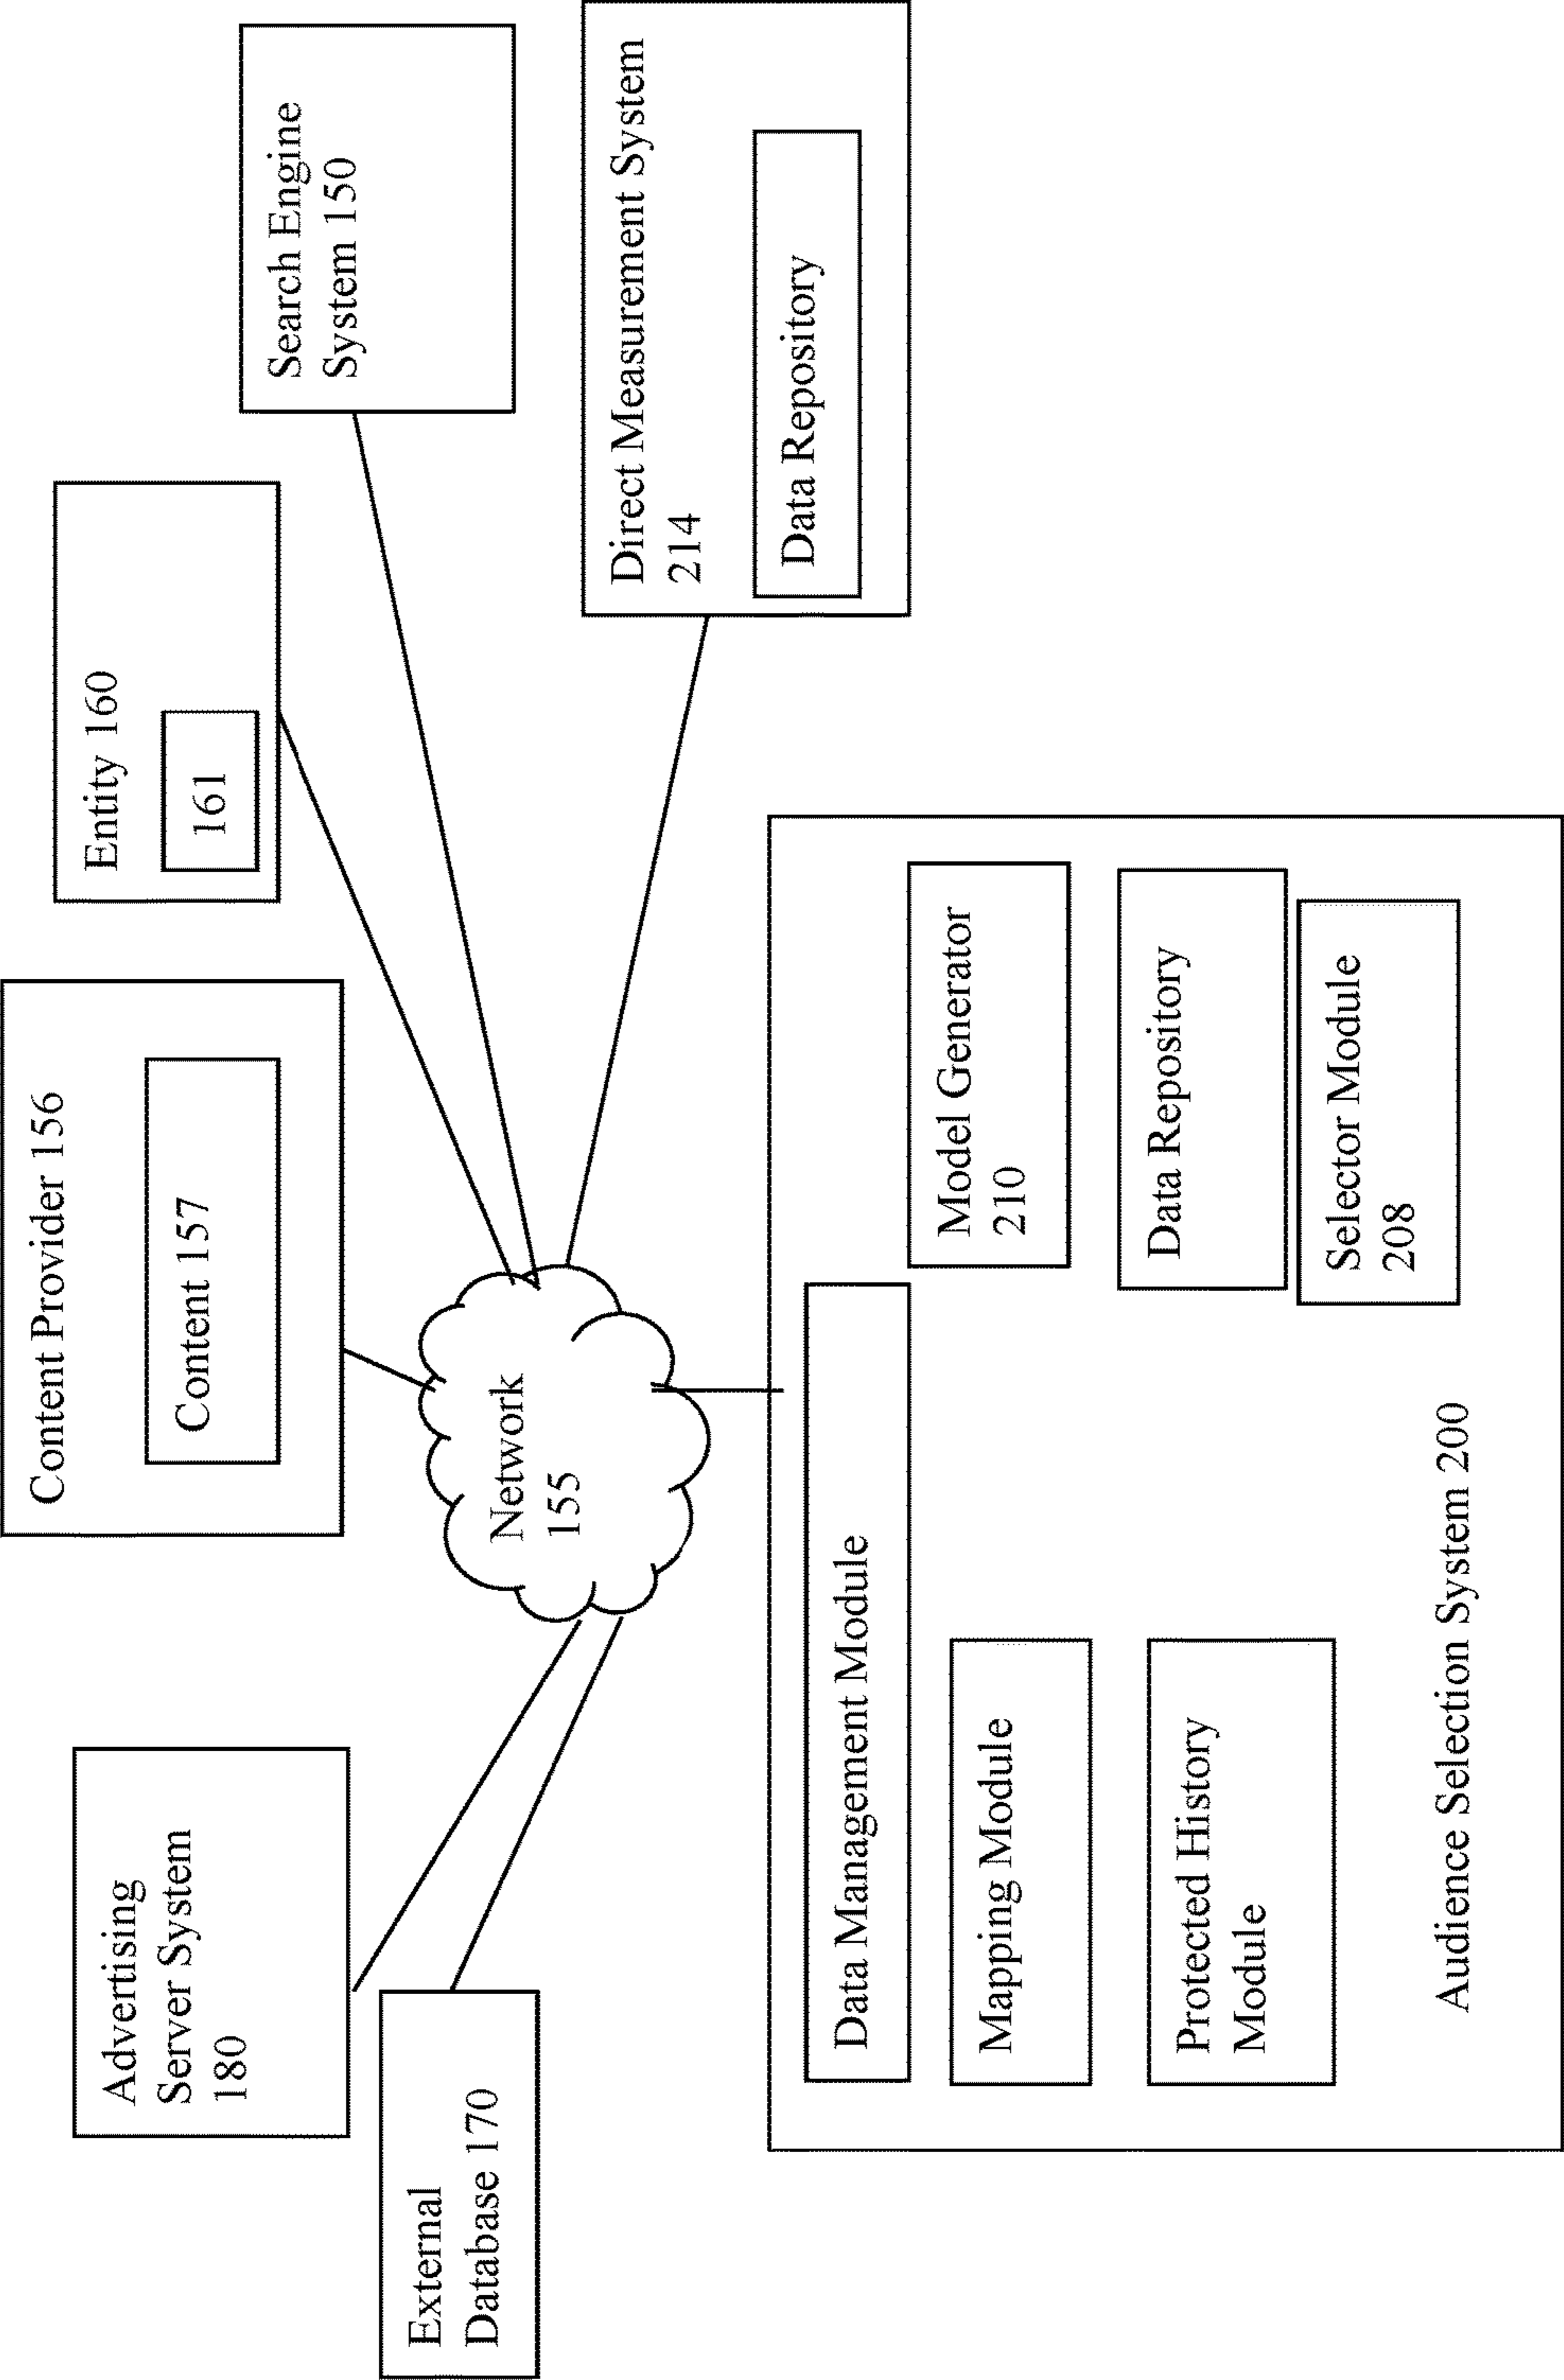 Advertising
Server System
180
External
Database 170
Content Provider 156
Content 157
Entity 160
161
Search Engine
System 150
Network
155
Direct Measurement System
214
Data Repository
Data Management Module
Mapping Module
Protected History
Module
Model Generator
210
Data Repository
Selector Module
208
Audience Selection System 200